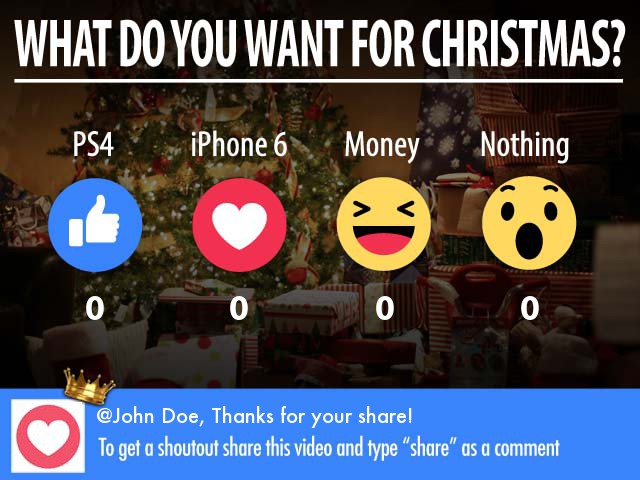 WHAT DO YOU WANT FOR CHRISTMAS?
PS4 iPhone 6 Money Nothing
0 0 0 0
@John Doe, Thanks for your share!
To get a shoutout share this video and type “share” as a comment